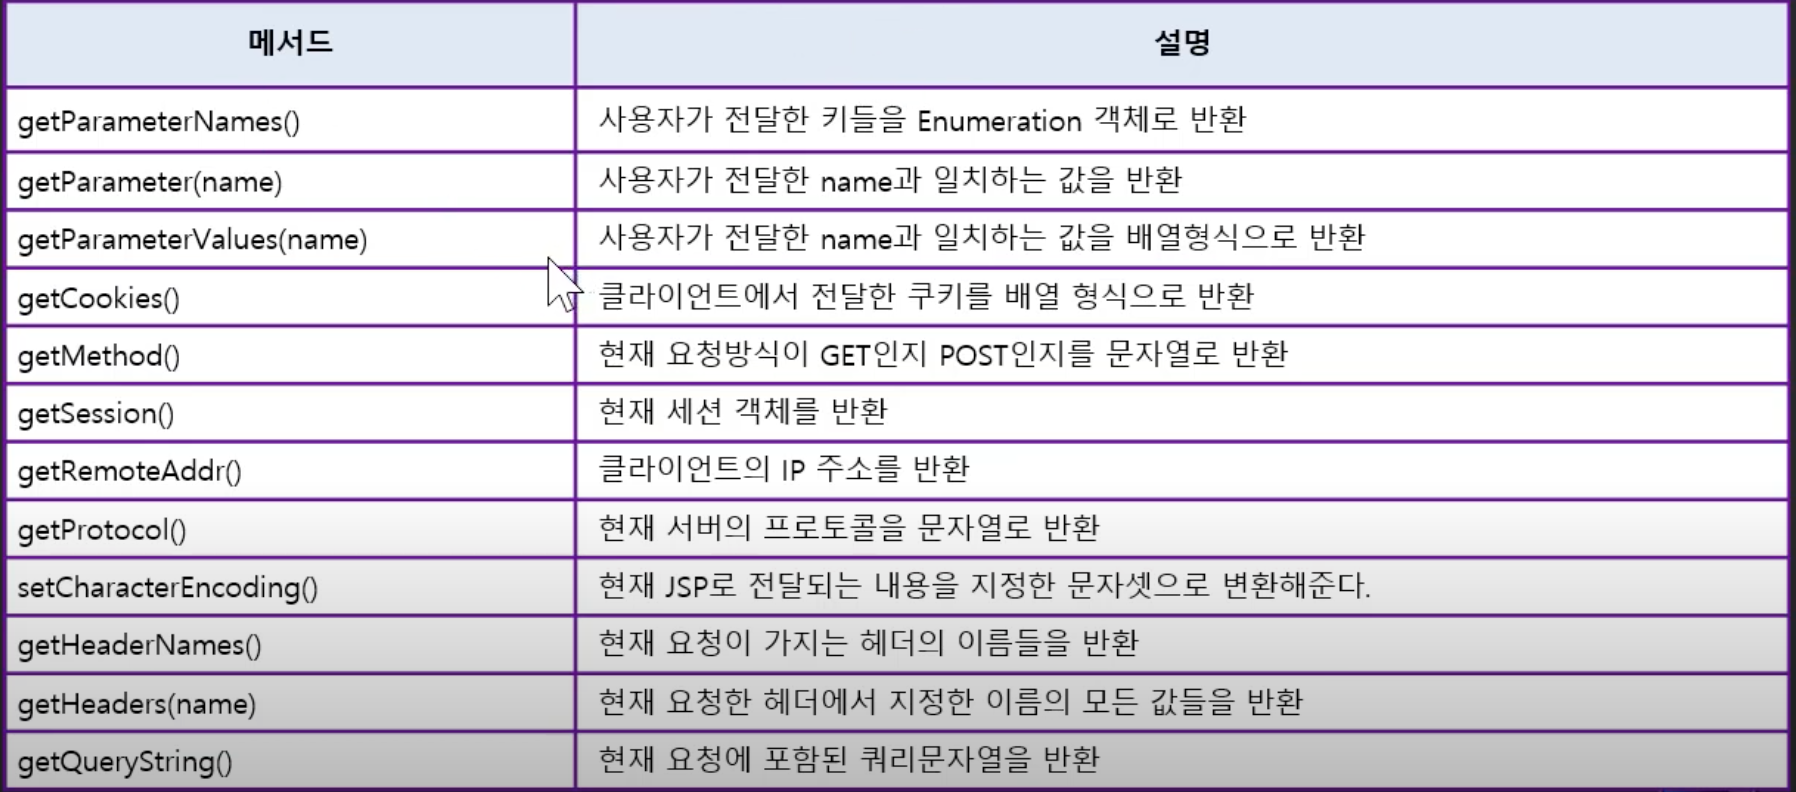 메서드 설명
getParameterNames() 사용자가 전달한 키들을 Enumeration 객체로 반환
getParameter(name) 사용자가 전달한 name과 일치하는 값을 반환
getParameterValues(name) 사용자가 전달한 name과 일치하는 값을 배열형식으로 반환
getCookies() 클라이언트에서 전달한 쿠키를 배열 형식으로 반환
getMethod() 현재 요청방식이 GET인지 POST인지를 문자열로 반환
getSession() 현재 세션 객체를 반환
getRemoteAddr() 클라이언트의 IP 주소를 반환
getProtocol() 현재 서버의 프로토콜을 문자열로 반환
setCharacterEncoding() 현재 JSP로 전달되는 내용을 지정한 문자셋으로 변환해준다.
getHeaderNames() 현재 요청이 가지는 헤더의 이름들을 반환
getHeaders(name) 현재 요청한 헤더에서 지정한 이름의 모든 값들을 반환
getQueryString() 현재 요청에 포함된 쿼리문자열을 반환